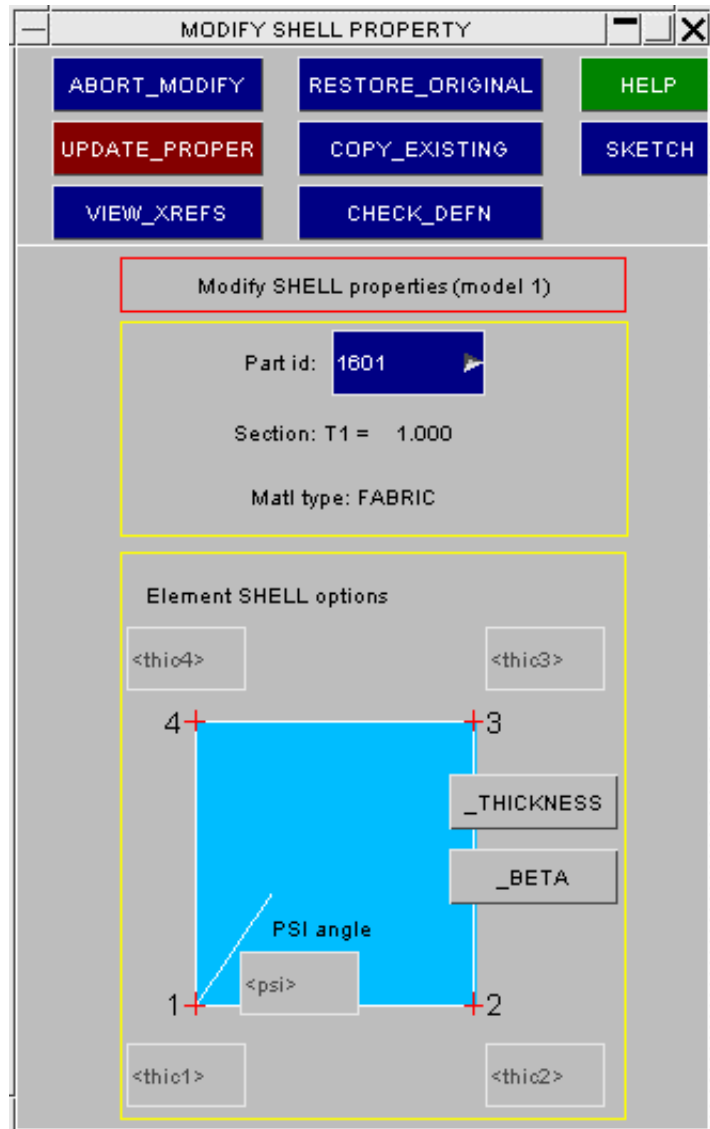 MODIFY SHELL PROPERTY
ABORT_MODIFY RESTORE_ORIGINAL HELP
UPDATE_PROPER COPY_EXISTING SKETCH
VIEW_XREFS CHECK_DEFN
Modify SHELL properties (model 1)
Part id: 1601
Section: T1 = 1.000
Matl type: FABRIC
Element SHELL options
<thic4> <thic3>
4 3
_THICKNESS
_BETA
PSI angle
<psi>
1 2
<thic1> <thic2>